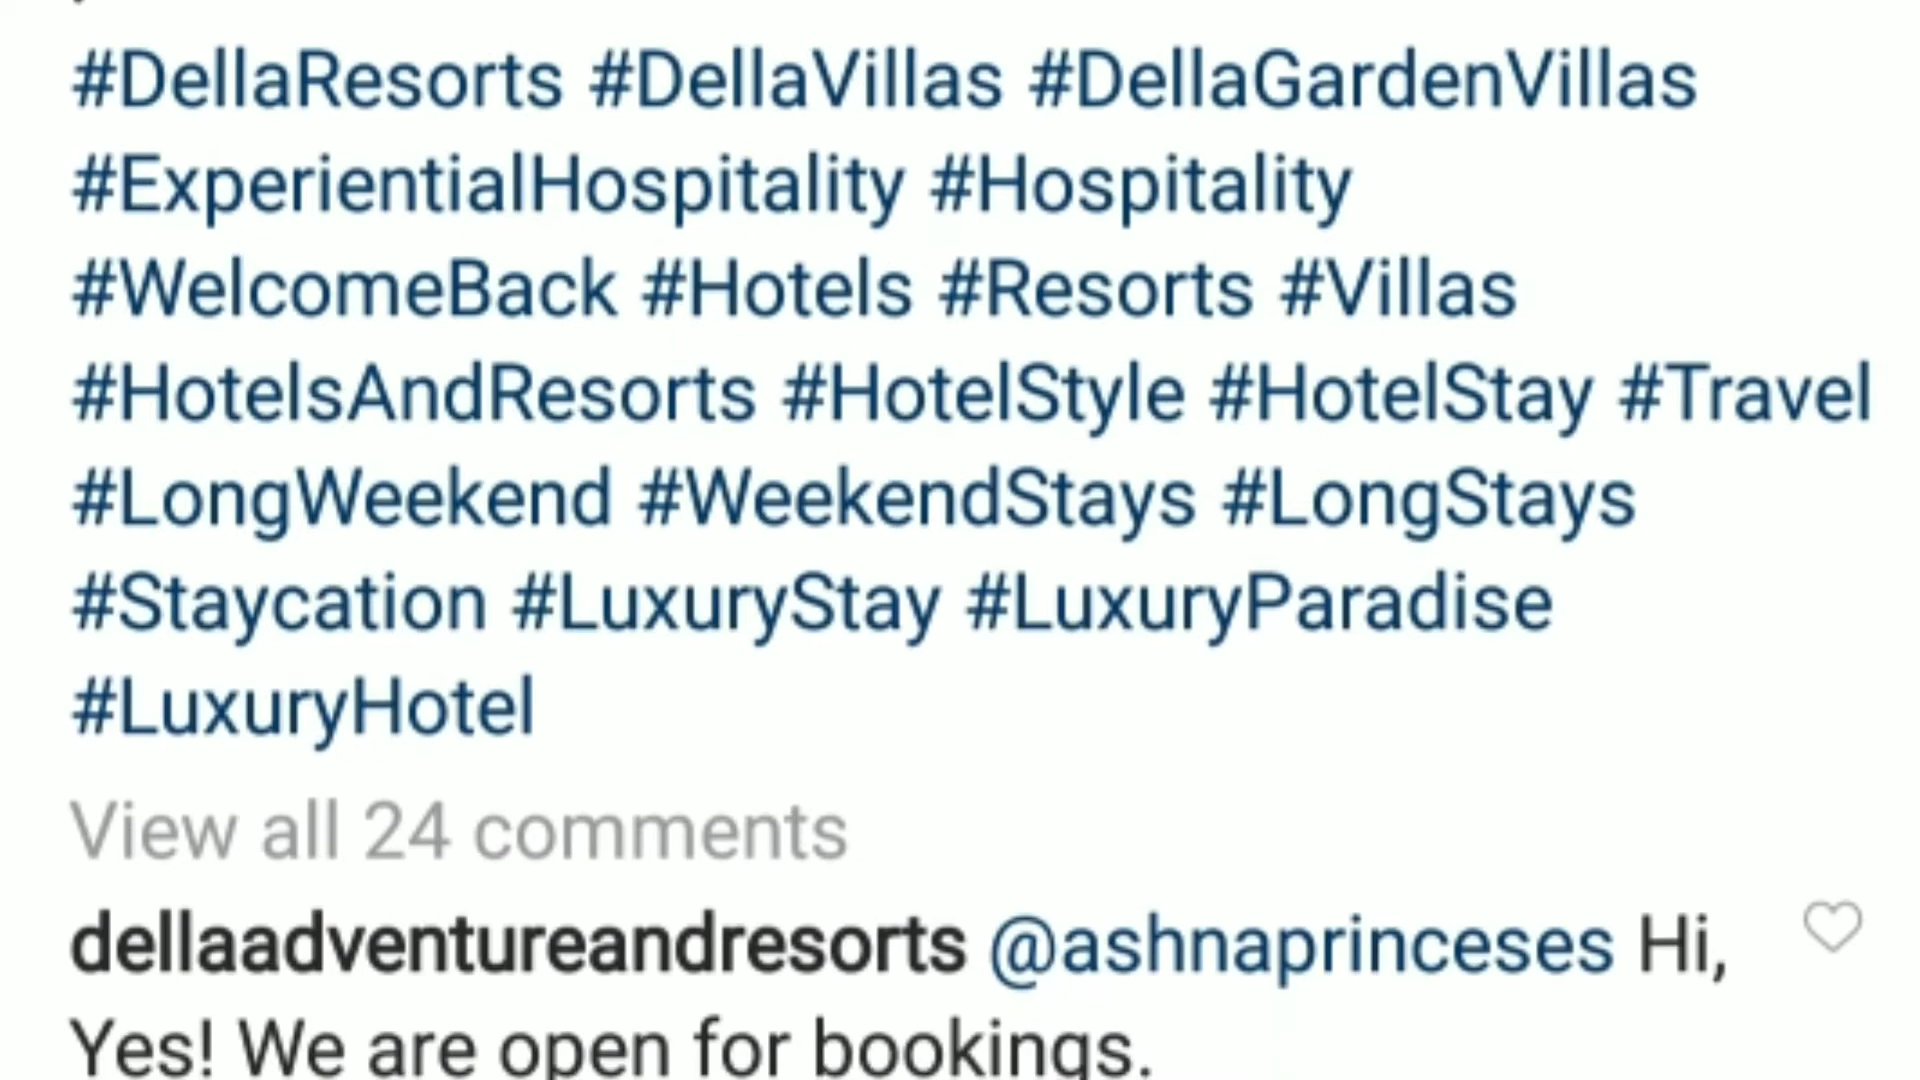 #DellaResorts #DellaVillas #DellaGardenVillas
#ExperientialHospitality #Hospitality
#WelcomeBack #Hotels #Resorts #Villas
#HotelsAndResorts #HotelStyle #HotelStay #Travel
#LongWeekend #WeekendStays #LongStays
#Staycation #LuxuryStay #LuxuryParadise
#LuxuryHotel
View all 24 comments
dellaadventureandresorts @ashnaprinceses Hi,
Yes! We are open for bookings.